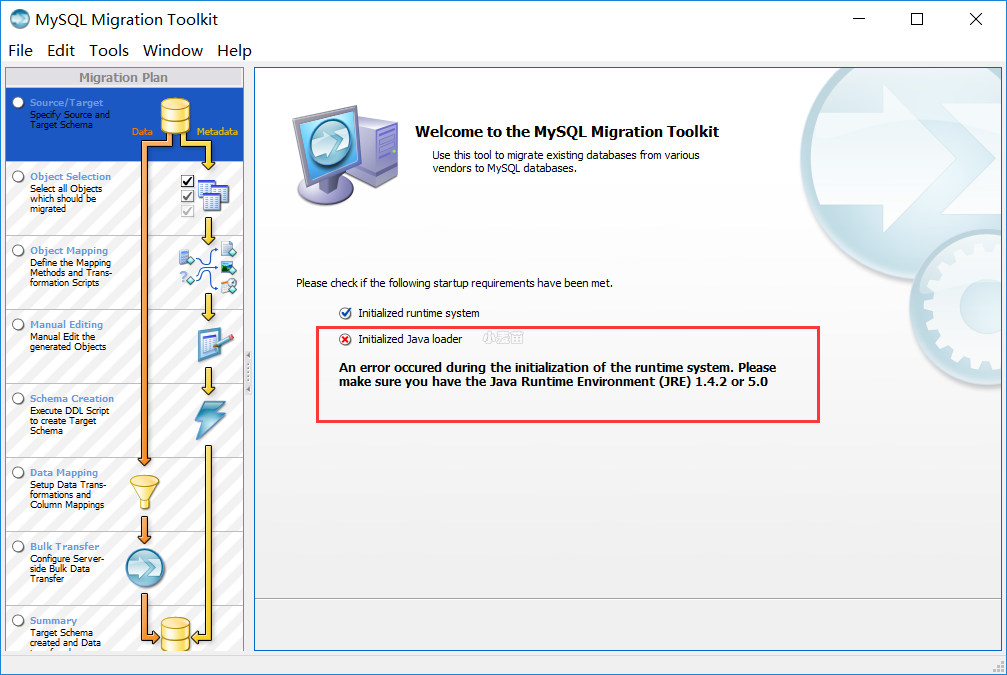 MySQL Migration Toolkit
File Edit Tools Window Help
Migration Plan
Source/Target
Specify Source and
Target Schema
Data
Metadata
Object Selection
Select all Objects
which should be
migrated
Object Mapping
Define the Mapping
Methods and Trans-
formation Scripts
Manual Editing
Manual Edit the
generated Objects
Schema Creation
Execute DDL Script
to create Target
Schema
Data Mapping
Setup Data Trans-
formations and
Column Mappings
Bulk Transfer
Configure Server-
side Bulk Data
Transfer
Summary
Target Schema
created and Data
Welcome to the MySQL Migration Toolkit
Use this tool to migrate existing databases from various
vendors to MySQL databases.
Please check if the following startup requirements have been met.
Initialized runtime system
Initialized Java loader
An error occured during the initialization of the runtime system. Please
make sure you have the Java Runtime Environment (JRE) 1.4.2 or 5.0